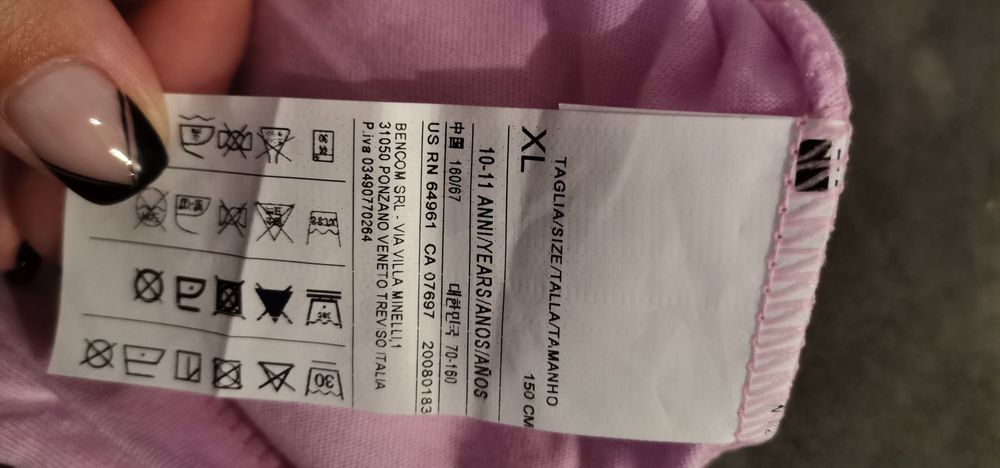 TAGLIA/SIZE/TALLA/TAMANHO
XL 150 CM
10-11 ANNI/YEARS/ANOS/AÑOS
中国 160/67 대한민국 70-160
US RN 64961 CA 07697 20080183
BENCOM SRL - VIA VILLA MINELLI,1
31050 PONZANO VENETO TREVISO ITALIA
P.iva 03490770264
30